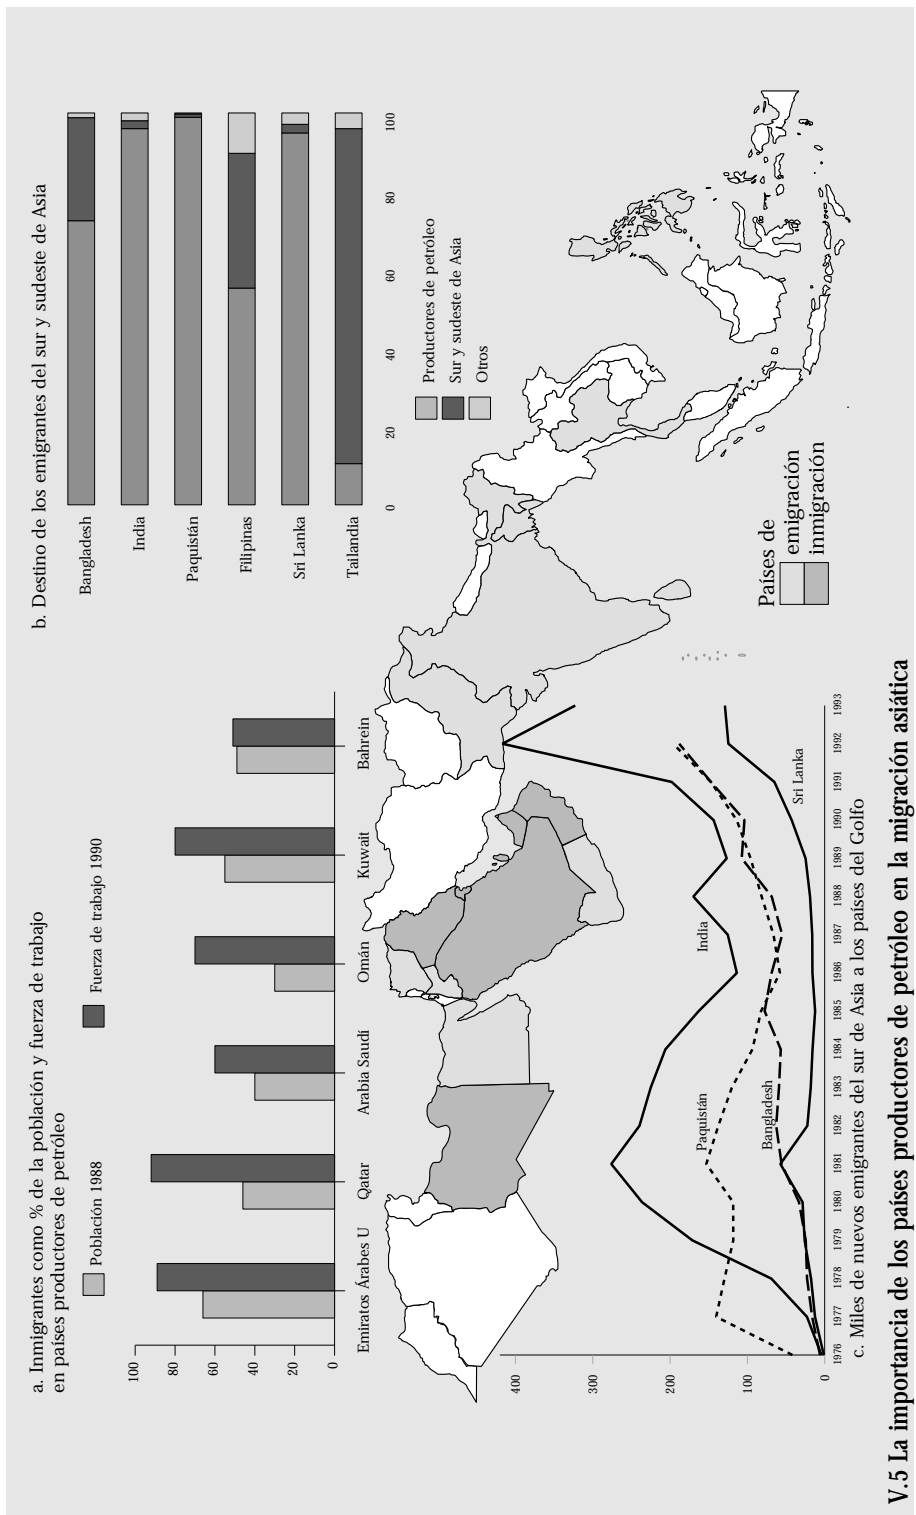 a. Inmigrantes como % de la población y fuerza de trabajo
en países productores de petróleo
Población 1988
Fuerza de trabajo 1990
100
80
60
40
20
0
Emiratos Árabes U
Qatar
Arabia Saudí
Omán
Kuwait
Bahrein
b. Destino de los emigrantes del sur y sudeste de Asia
Bangladesh
India
Paquistán
Filipinas
Sri Lanka
Tailandia
0
20
40
60
80
100
Productores de petróleo
Sur y sudeste de Asia
Otros
Países de
emigración
inmigración
400
300
200
100
0
India
Paquistán
Bangladesh
Sri Lanka
1976
1977
1978
1979
1980
1981
1982
1983
1984
1985
1986
1987
1988
1989
1990
1991
1992
1993
c. Miles de nuevos emigrantes del sur de Asia a los países del Golfo
V.5 La importancia de los países productores de petróleo en la migración asiática